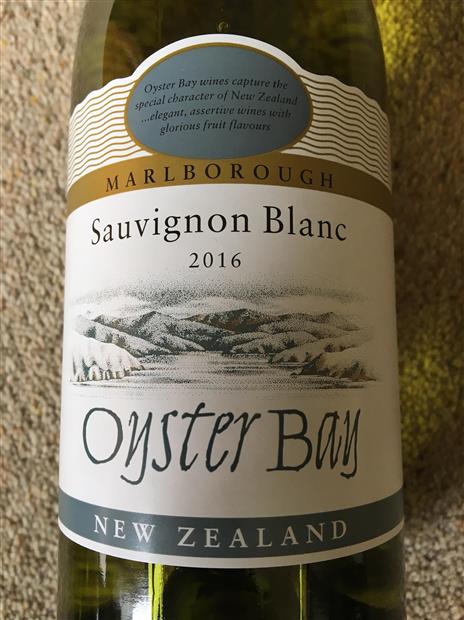 Oyster Bay wines capture the
special character of New Zealand
...elegant, assertive wines with
glorious fruit flavours
MARLBOROUGH
Sauvignon Blanc
2016
Oyster Bay
NEW ZEALAND